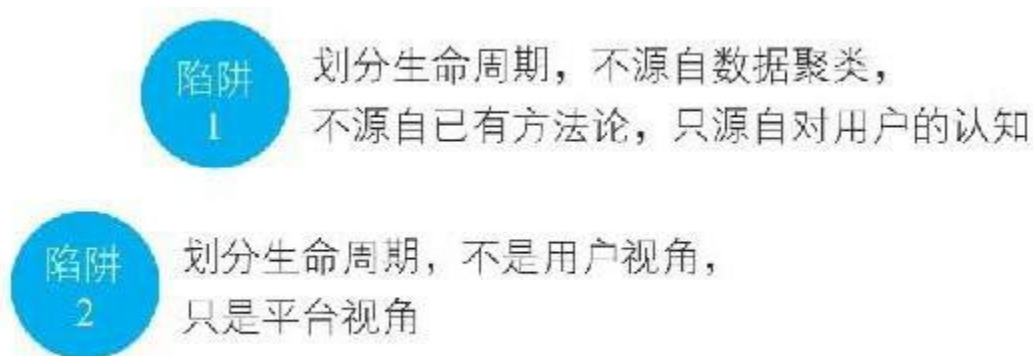 陷阱
1
划分生命周期，不源自数据聚类，
不源自已有方法论，只源自对用户的认知
陷阱
2
划分生命周期，不是用户视角，
只是平台视角